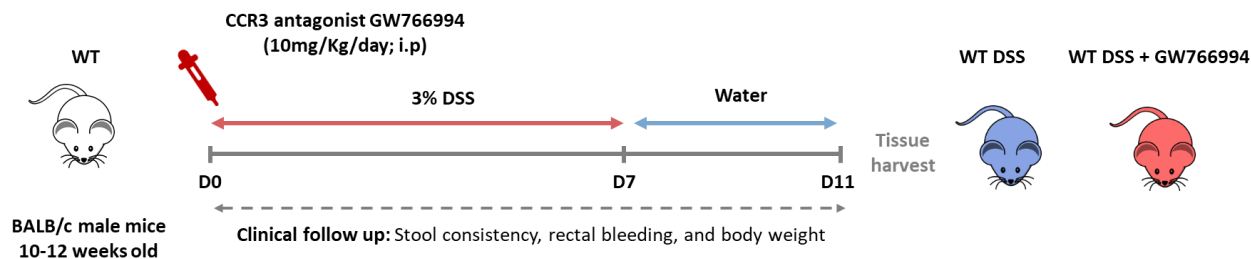 CCR3 antagonist GW766994
(10mg/Kg/day; i.p)
WT
WT DSS
WT DSS + GW766994
3% DSS
Water
Tissue
harvest
D0
D7
D11
BALB/c male mice
10-12 weeks old
Clinical follow up: Stool consistency, rectal bleeding, and body weight